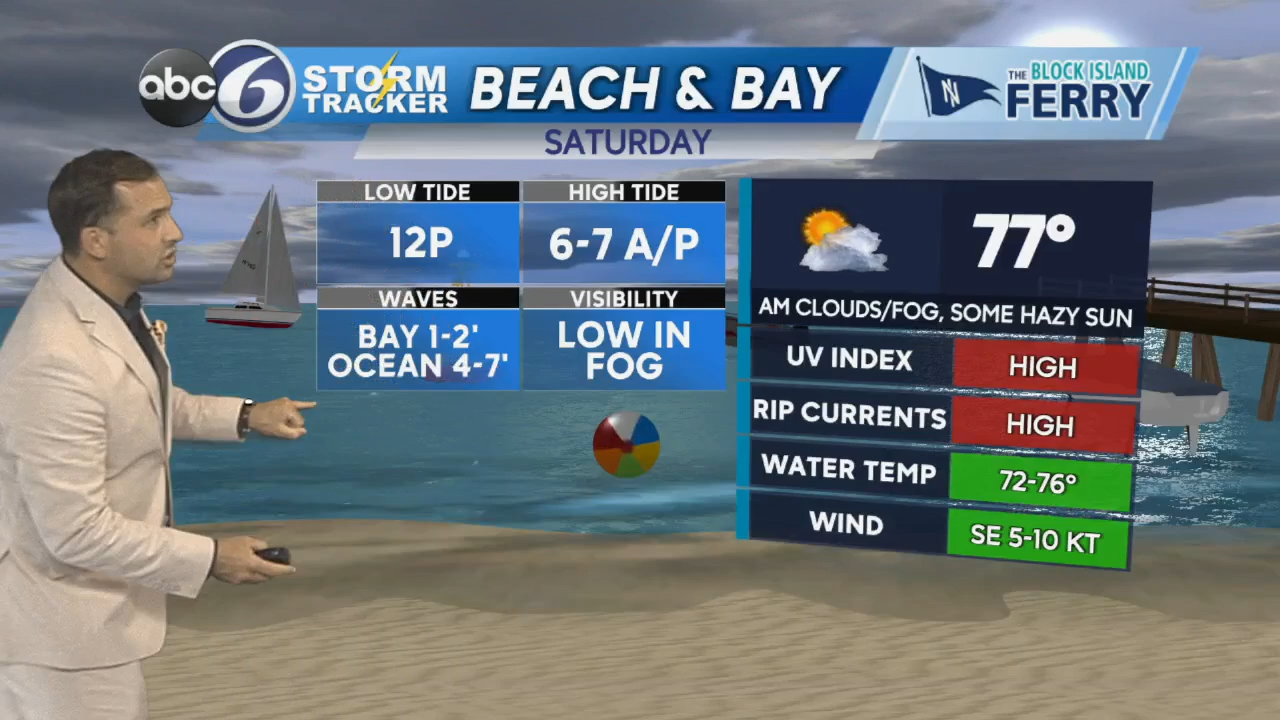 abc 6
STORM
TRACKER
BEACH & BAY
THE BLOCK ISLAND
FERRY
N
SATURDAY
LOW TIDE
12P
HIGH TIDE
6-7 A/P
WAVES
BAY 1-2'
OCEAN 4-7'
VISIBILITY
LOW IN
FOG
77°
AM CLOUDS/FOG, SOME HAZY SUN
UV INDEX HIGH
RIP CURRENTS HIGH
WATER TEMP 72-76°
WIND SE 5-10 KT